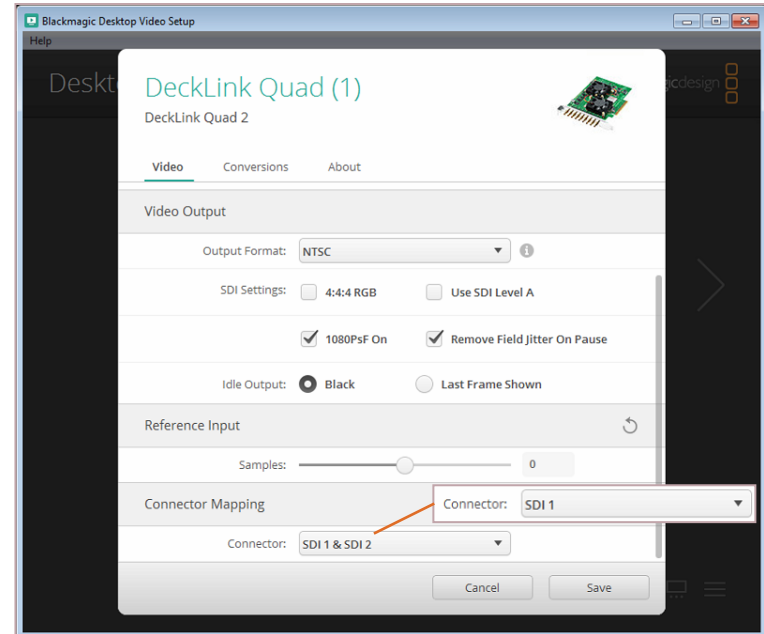 Blackmagic Desktop Video Setup
Help
Deskt
DeckLink Quad (1)
icdesign
DeckLink Quad 2
Video Conversions About
Video Output
Output Format: NTSC
SDI Settings: 4:4:4 RGB Use SDI Level A
1080PsF On Remove Field Jitter On Pause
Idle Output: Black Last Frame Shown
Reference Input
Samples: 0
Connector Mapping
Connector: SDI 1
Connector: SDI 1 & SDI 2
Cancel Save